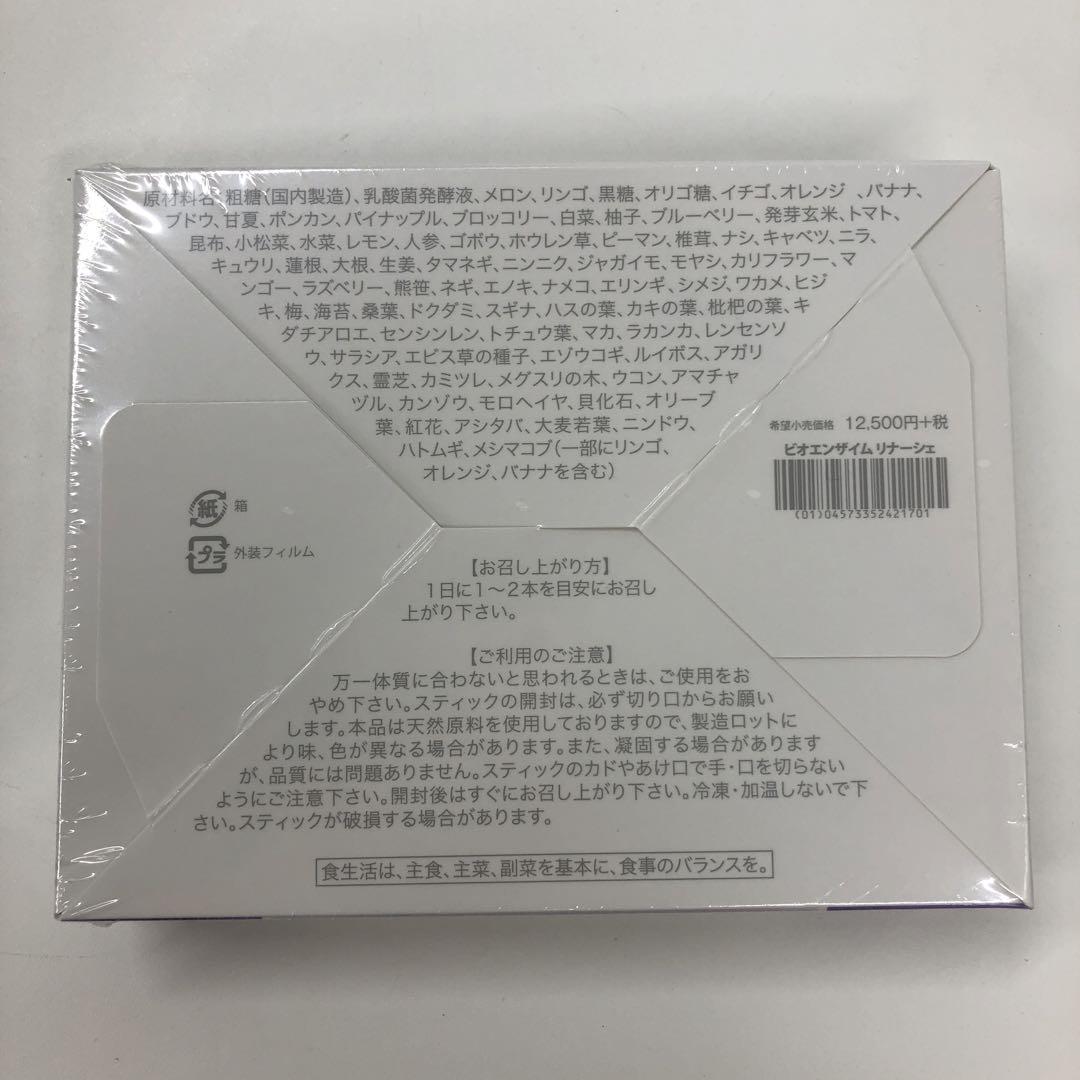 原材料名:粗糖(国内製造)、乳酸菌発酵液、メロン、リンゴ、黒糖、オリゴ糖、イチゴ、オレンジ 、バナナ、
ブドウ、甘夏、ポンカン、パイナップル、ブロッコリー、白菜、柚子、ブルーベリー、発芽玄米、トマト、
昆布、小松菜、水菜、レモン、人参、ゴボウ、ホウレン草、ピーマン、椎茸、ナシ、キャベツ、ニラ、
キュウリ、蓮根、大根、生姜、タマネギ、ニンニク、ジャガイモ、モヤシ、カリフラワー、マ
ンゴー、ラズベリー、熊笹、ネギ、エノキ、ナメコ、エリンギ、シメジ、ワカメ、ヒジ
キ、梅、海苔、桑葉、ドクダミ、スギナ、ハスの葉、カキの葉、枇杷の葉、キ
ダチアロエ、センシンレン、トチュウ葉、マカ、ラカンカ、レンセンソ
ウ、サラシア、エビス草の種子、エゾウコギ、ルイボス、アガリ
クス、霊芝、カミツレ、メグスリの木、ウコン、アマチャ
ヅル、カンゾウ、モロヘイヤ、貝化石、オリーブ
葉、紅花、アシタバ、大麦若葉、ニンドウ、
ハトムギ、メシマコブ(一部にリンゴ、
オレンジ、バナナを含む)
希望小売価格 12,500円+税
ビオエンザイム リナーシェ
(01)04573352421701
紙 箱
プラ 外装フィルム
【お召し上がり方】
1日に1〜2本を目安にお召し
上がり下さい。
【ご利用のご注意】
万一体質に合わないと思われるときは、ご使用をお
やめ下さい。スティックの開封は、必ず切り口からお願い
します。本品は天然原料を使用しておりますので、製造ロットに
より味、色が異なる場合があります。また、凝固する場合があります
が、品質には問題ありません。スティックのカドやあけ口で手・口を切らない
ようにご注意下さい。開封後はすぐにお召し上がり下さい。冷凍・加温しないで下
さい。スティックが破損する場合があります。
食生活は、主食、主菜、副菜を基本に、食事のバランスを。